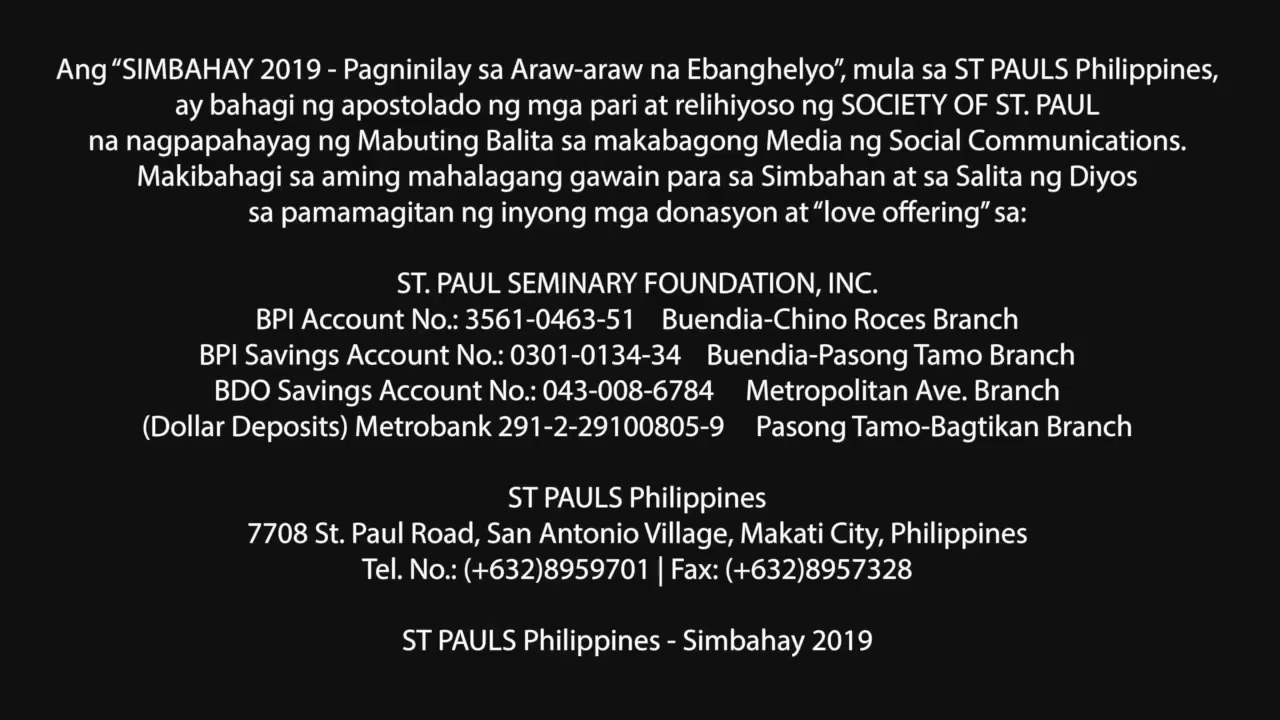 Ang “SIMBAHAY 2019 - Pagninilay sa Araw-araw na Ebanghelyo”, mula sa ST PAULS Philippines,
ay bahagi ng apostolado ng mga pari at relihiyoso ng SOCIETY OF ST. PAUL
na nagpapahayag ng Mabuting Balita sa makabagong Media ng Social Communications.
Makibahagi sa aming mahalagang gawain para sa Simbahan at sa Salita ng Diyos
sa pamamagitan ng inyong mga donasyon at “love offering” sa:
ST. PAUL SEMINARY FOUNDATION, INC.
BPI Account No.: 3561-0463-51 Buendia-Chino Roces Branch
BPI Savings Account No.: 0301-0134-34 Buendia-Pasong Tamo Branch
BDO Savings Account No.: 043-008-6784 Metropolitan Ave. Branch
(Dollar Deposits) Metrobank 291-2-29100805-9 Pasong Tamo-Bagtikan Branch
ST PAULS Philippines
7708 St. Paul Road, San Antonio Village, Makati City, Philippines
Tel. No.: (+632)8959701 | Fax: (+632)8957328
ST PAULS Philippines - Simbahay 2019